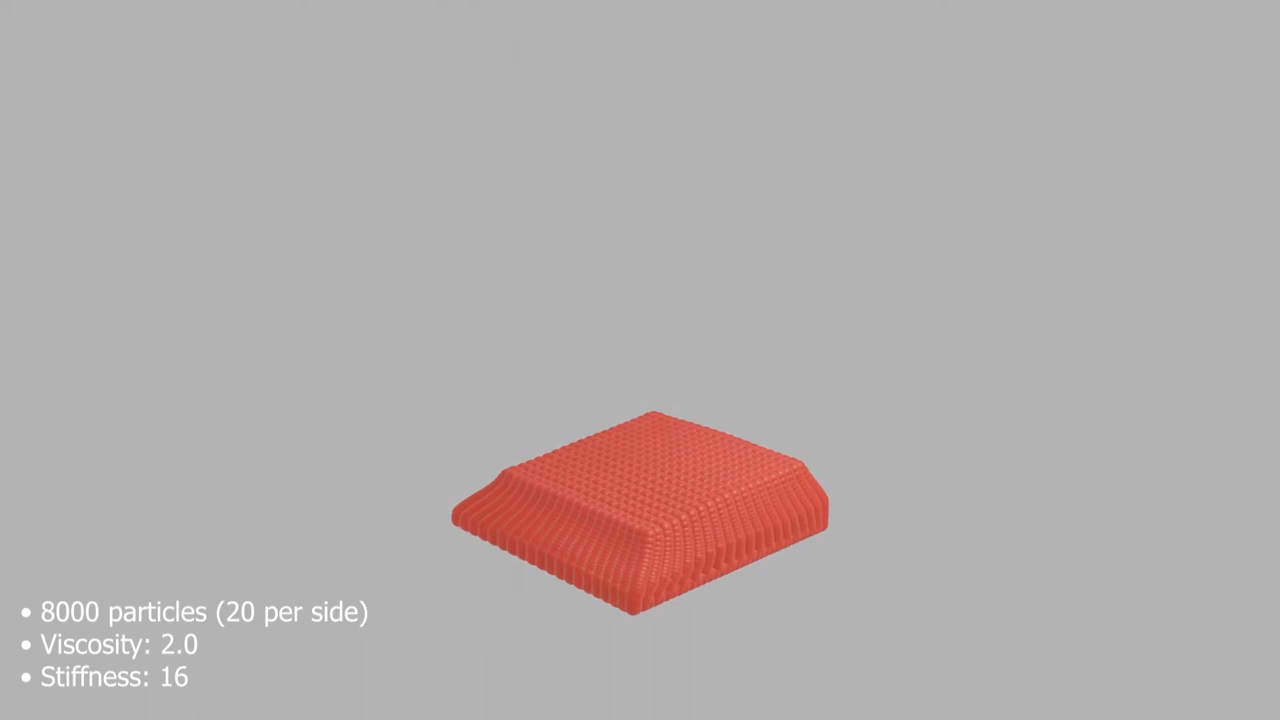 • 8000 particles (20 per side)
• Viscosity: 2.0
• Stiffness: 16